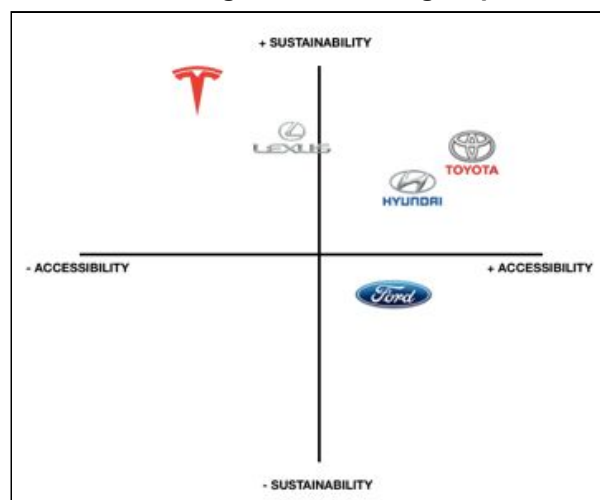 + SUSTAINABILITY
LEXUS
TOYOTA
HYUNDAI
- ACCESSIBILITY
+ ACCESSIBILITY
Ford
- SUSTAINABILITY